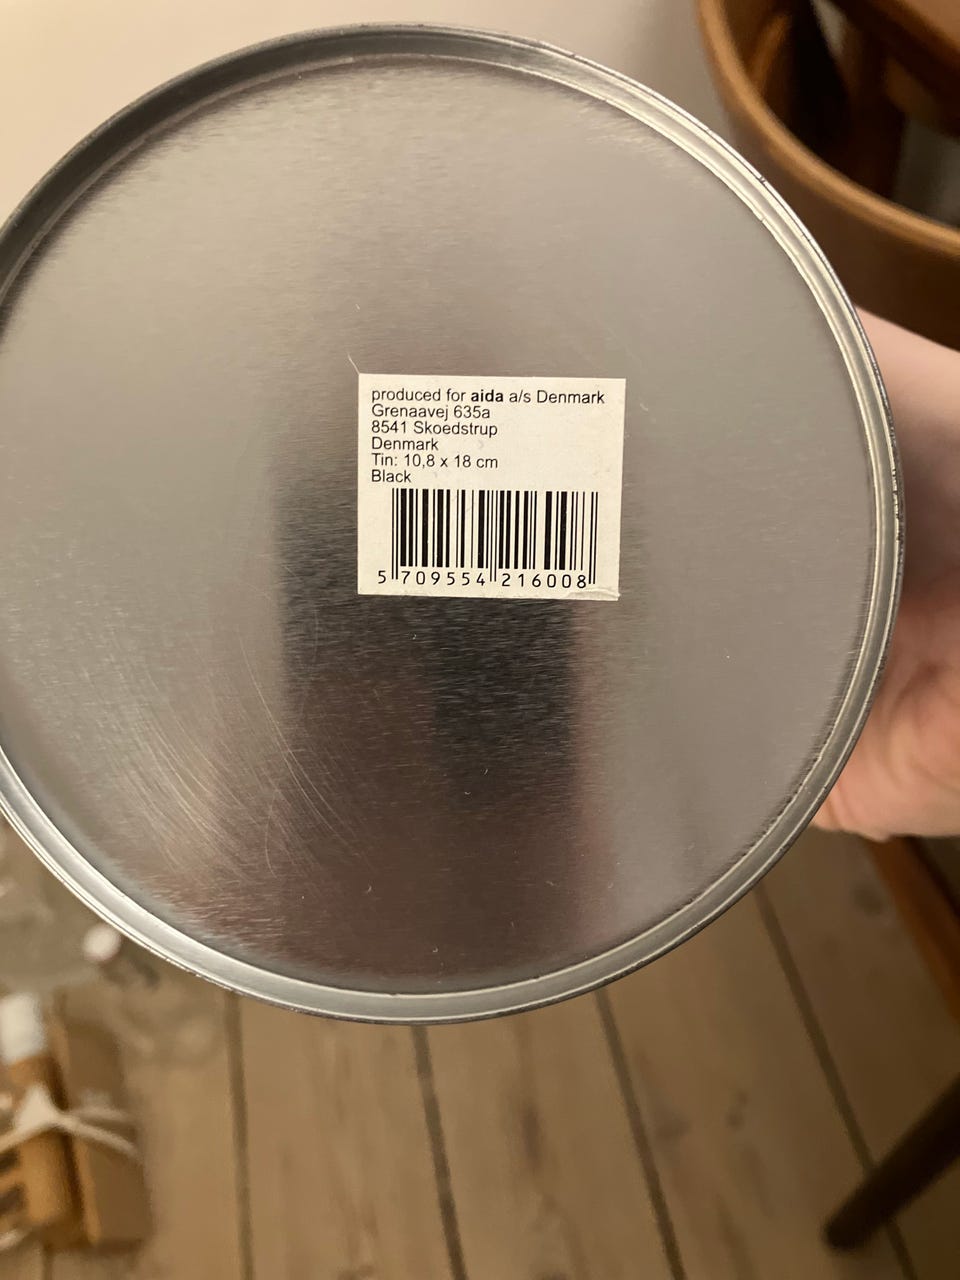 produced for aida a/s Denmark
Grenaavej 635a
8541 Skoedstrup
Denmark
Tin: 10,8 x 18 cm
Black
5 709554 216008